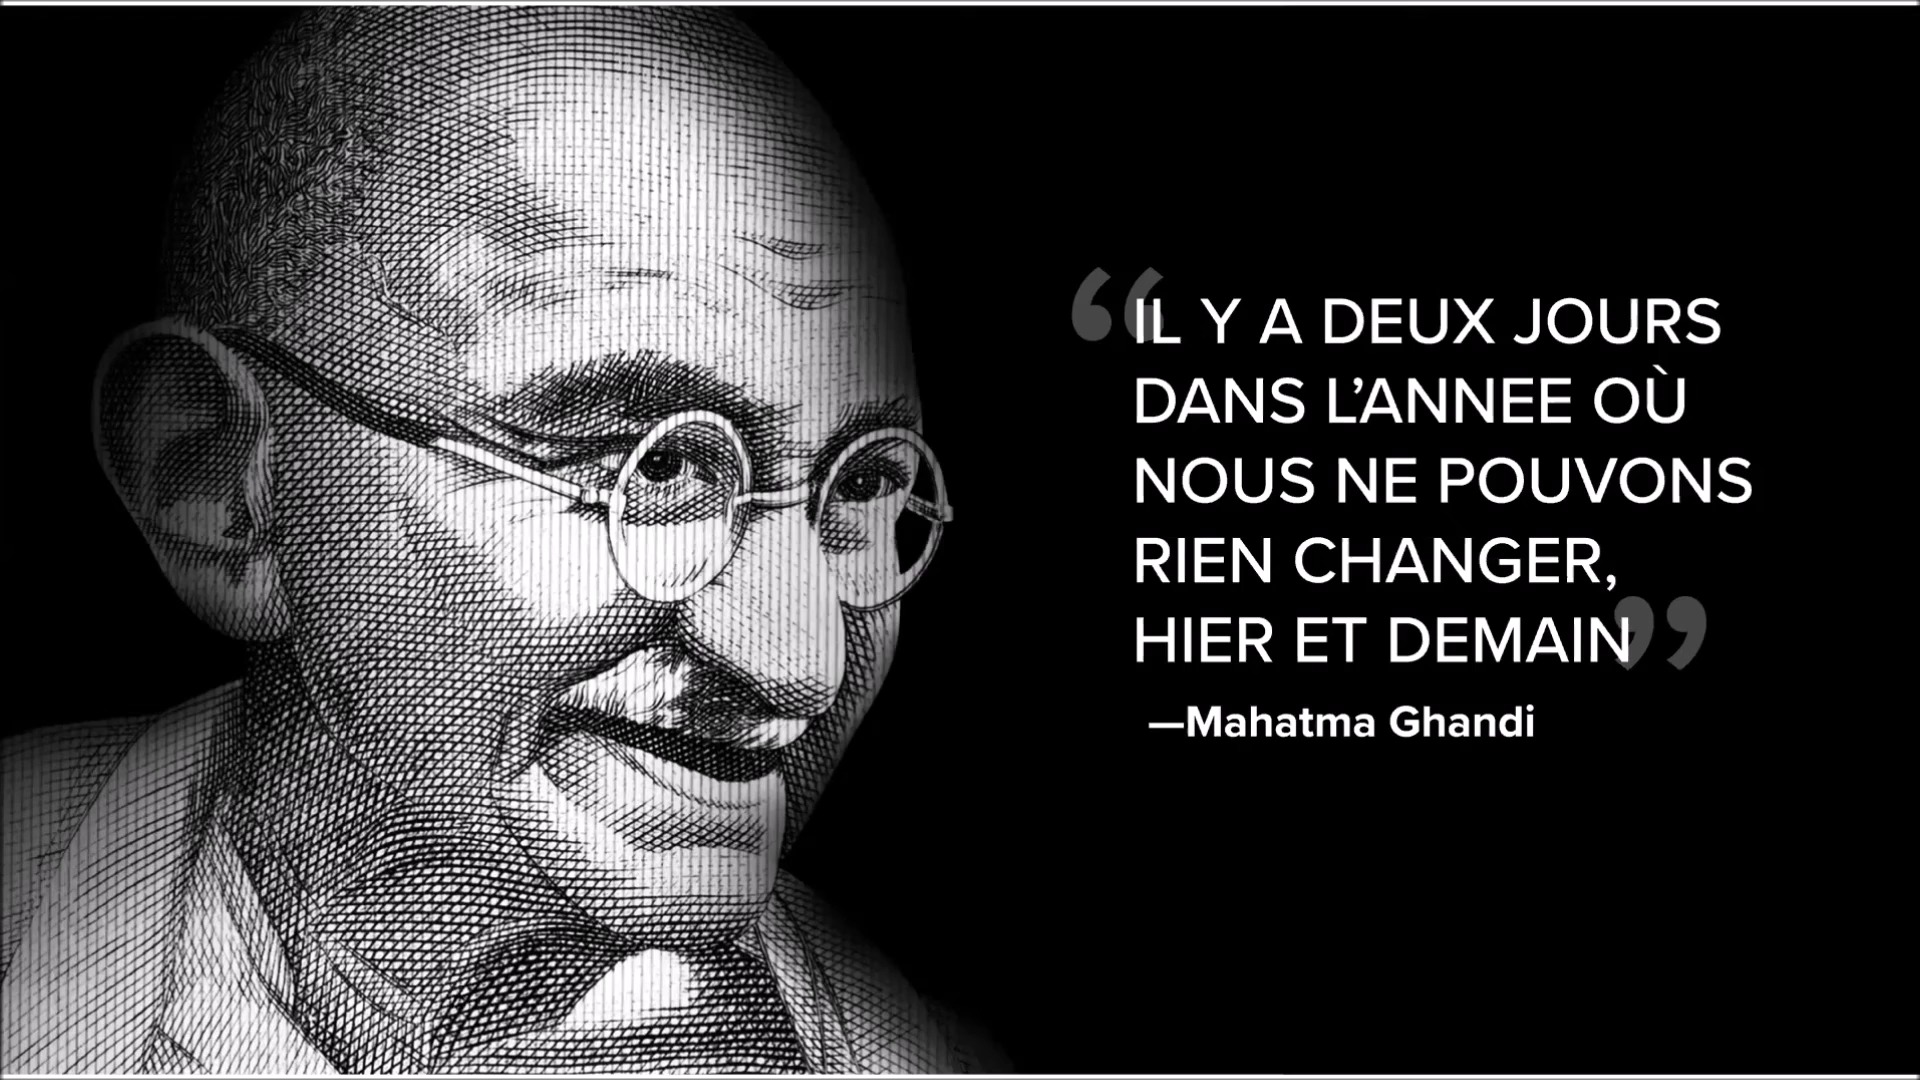 “IL Y A DEUX JOURS
DANS L’ANNEE OÙ
NOUS NE POUVONS
RIEN CHANGER,
HIER ET DEMAIN”
—Mahatma Ghandi